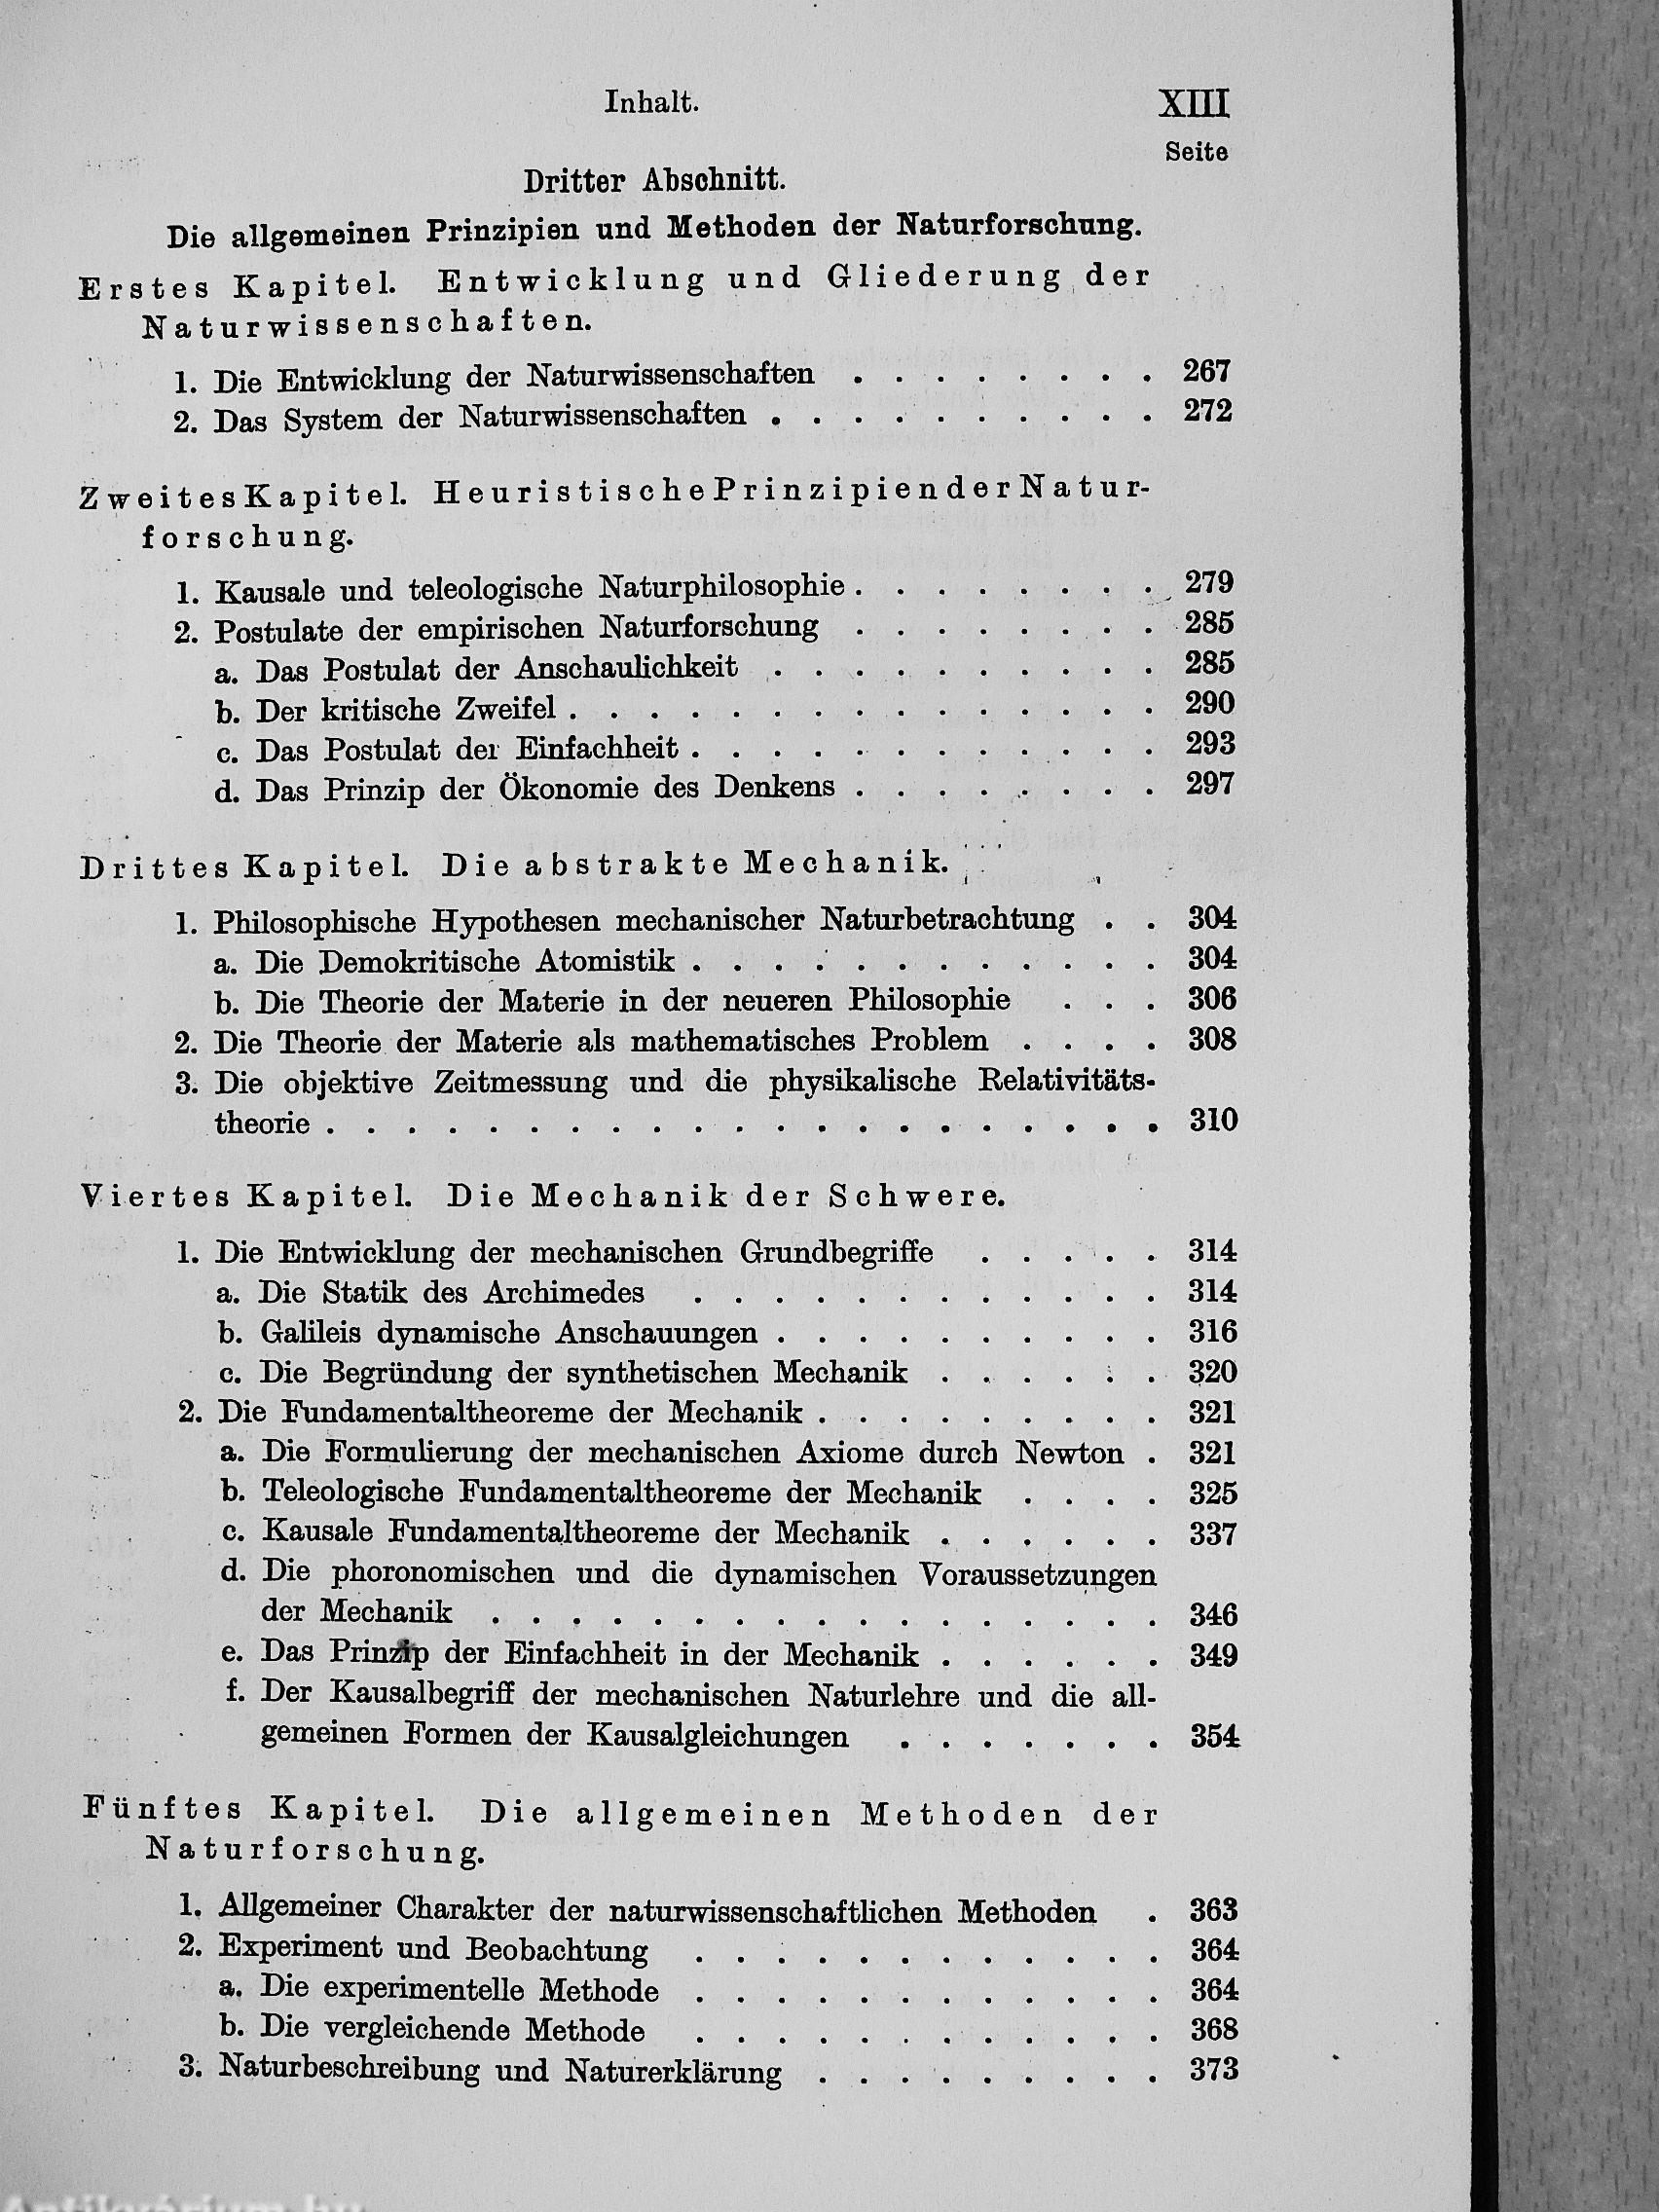 Inhalt. XIII
Seite
Dritter Abschnitt.
Die allgemeinen Prinzipien und Methoden der Naturforschung.
Erstes Kapitel. Entwicklung und Gliederung der
Naturwissenschaften.
1. Die Entwicklung der Naturwissenschaften . . . . . . . . 267
2. Das System der Naturwissenschaften . . . . . . . . . . 272
Zweites Kapitel. Heuristische Prinzipien der Natur-
forschung.
1. Kausale und teleologische Naturphilosophie . . . . . . . . 279
2. Postulate der empirischen Naturforschung . . . . . . . . 285
a. Das Postulat der Anschaulichkeit . . . . . . . . . . 285
b. Der kritische Zweifel . . . . . . . . . . . . . . . 290
c. Das Postulat der Einfachheit . . . . . . . . . . . . 293
d. Das Prinzip der Ökonomie des Denkens . . . . . . . . 297
Drittes Kapitel. Die abstrakte Mechanik.
1. Philosophische Hypothesen mechanischer Naturbetrachtung . . 304
a. Die Demokritische Atomistik . . . . . . . . . . . . 304
b. Die Theorie der Materie in der neueren Philosophie . . . 306
2. Die Theorie der Materie als mathematisches Problem . . . . 308
3. Die objektive Zeitmessung und die physikalische Relativitäts-
theorie . . . . . . . . . . . . . . . . . . . . . 310
Viertes Kapitel. Die Mechanik der Schwere.
1. Die Entwicklung der mechanischen Grundbegriffe . . . . . 314
a. Die Statik des Archimedes . . . . . . . . . . . . 314
b. Galileis dynamische Anschauungen . . . . . . . . . . 316
c. Die Begründung der synthetischen Mechanik . . . . . . 320
2. Die Fundamentaltheoreme der Mechanik . . . . . . . . . 321
a. Die Formulierung der mechanischen Axiome durch Newton . 321
b. Teleologische Fundamentaltheoreme der Mechanik . . . . 325
c. Kausale Fundamentaltheoreme der Mechanik . . . . . . 337
d. Die phoronomischen und die dynamischen Voraussetzungen
der Mechanik . . . . . . . . . . . . . . . . . 346
e. Das Prinzip der Einfachheit in der Mechanik . . . . . . 349
f. Der Kausalbegriff der mechanischen Naturlehre und die all-
gemeinen Formen der Kausalgleichungen . . . . . . . 354
Fünftes Kapitel. Die allgemeinen Methoden der
Naturforschung.
1. Allgemeiner Charakter der naturwissenschaftlichen Methoden . 363
2. Experiment und Beobachtung . . . . . . . . . . . . 364
a. Die experimentelle Methode . . . . . . . . . . . . 364
b. Die vergleichende Methode . . . . . . . . . . . . 368
3. Naturbeschreibung und Naturerklärung . . . . . . . . . 373